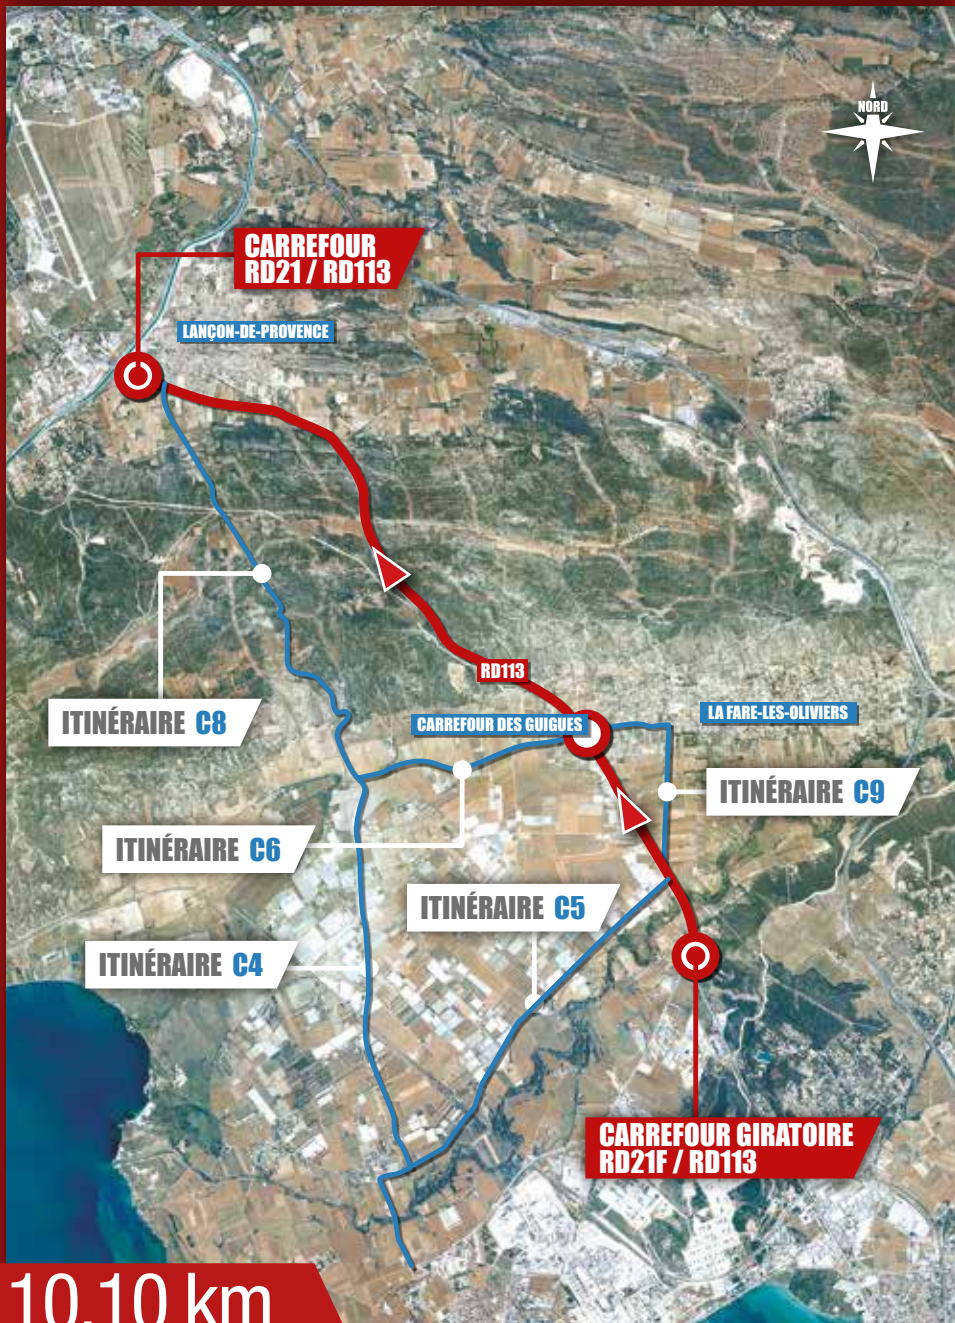 NORD
CARREFOUR
RD21 / RD113
LANÇON-DE-PROVENCE
RD113
LA FARE-LES-OLIVIERS
CARREFOUR DES GUIGUES
ITINÉRAIRE C8
ITINÉRAIRE C9
ITINÉRAIRE C6
ITINÉRAIRE C5
ITINÉRAIRE C4
CARREFOUR GIRATOIRE
RD21F / RD113
10,10 km